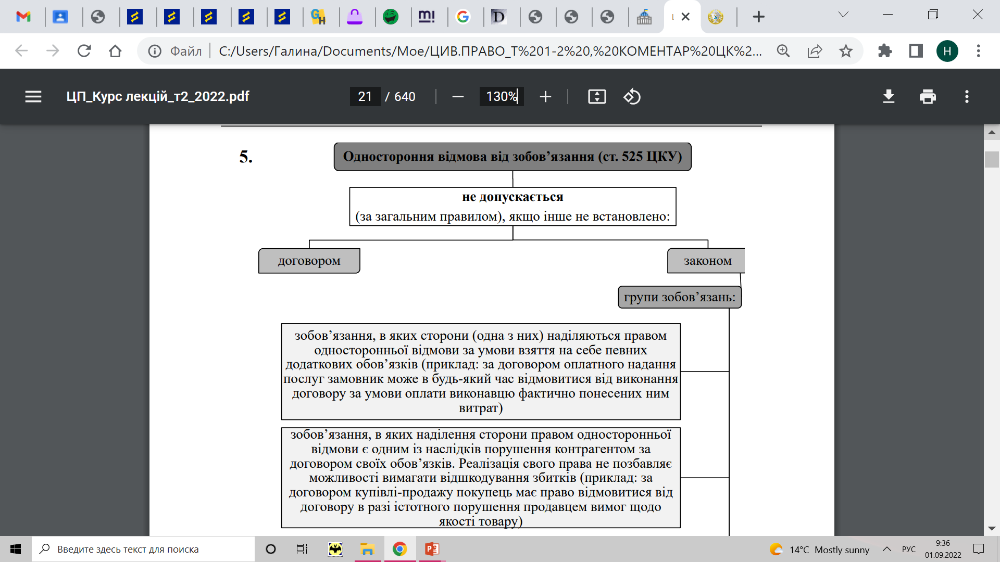 m!
G
D
Файл
C:/Users/Галина/Documents/Мое/ЦИВ.ПРАВО_Т%201-2%20,%20КОМЕНТАР%20ЦК%2...
H
ЦП_Курс лекцій_т2_2022.pdf
21 / 640
130%
5.
Одностороння відмова від зобов’язання (ст. 525 ЦКУ)
не допускається
(за загальним правилом), якщо інше не встановлено:
договором
законом
групи зобов’язань:
зобов’язання, в яких сторони (одна з них) наділяються правом
односторонньої відмови за умови взяття на себе певних
додаткових обов’язків (приклад: за договором оплатного надання
послуг замовник може в будь-який час відмовитися від виконання
договору за умови оплати виконавцю фактично понесених ним
витрат)
зобов’язання, в яких наділення сторони правом односторонньої
відмови є одним із наслідків порушення контрагентом за
договором своїх обов’язків. Реалізація свого права не позбавляє
можливості вимагати відшкодування збитків (приклад: за
договором купівлі-продажу покупець має право відмовитися від
договору в разі істотного порушення продавцем вимог щодо
якості товару)
Введите здесь текст для поиска
14°C Mostly sunny
РУС
9:36
01.09.2022